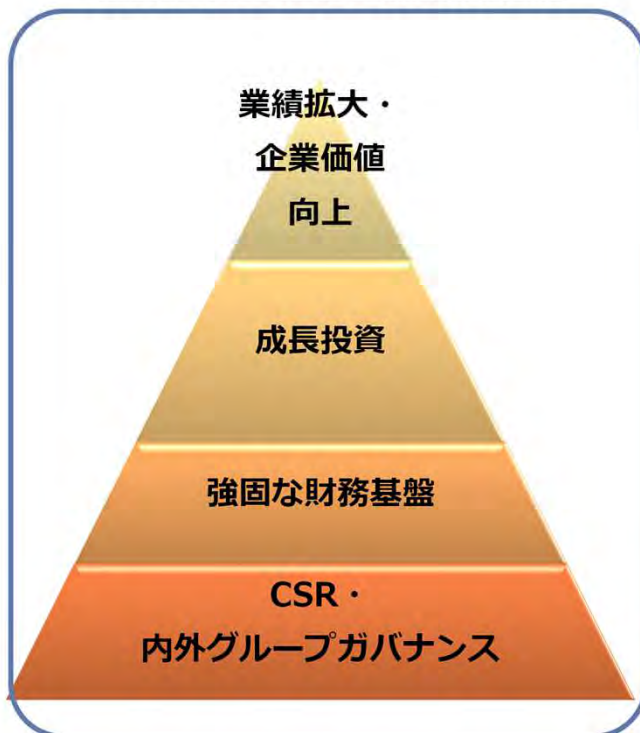 業績拡大・
企業価値
向上
成長投資
強固な財務基盤
CSR・
内外グループガバナンス